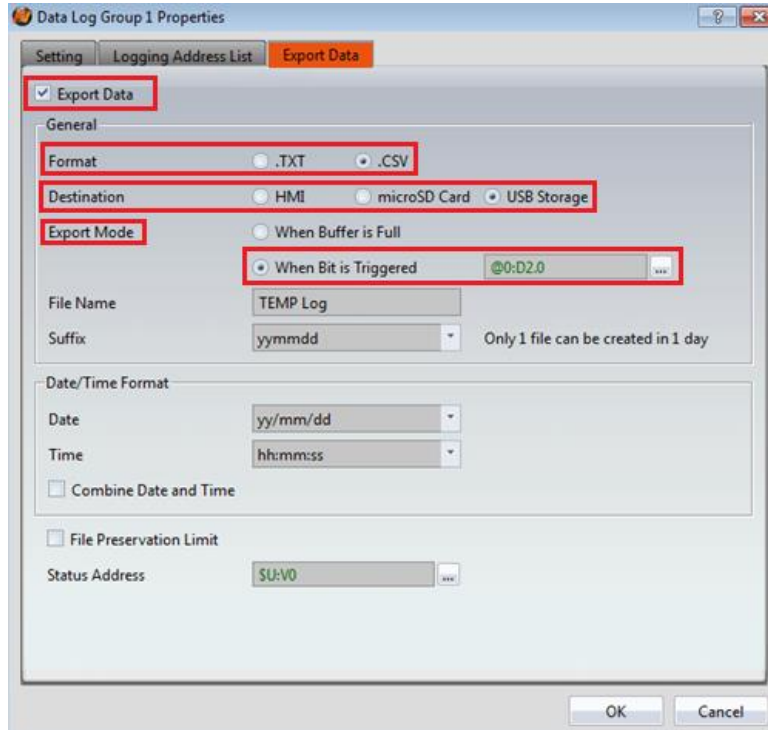 Data Log Group 1 Properties
Setting Logging Address List Export Data
Export Data
General
Format .TXT .CSV
Destination HMI microSD Card USB Storage
Export Mode When Buffer is Full
When Bit is Triggered @0:D2.0 ...
File Name TEMP Log
Suffix yymmdd Only 1 file can be created in 1 day
Date/Time Format
Date yy/mm/dd
Time hh:mm:ss
Combine Date and Time
File Preservation Limit
Status Address $U:V0 ...
OK Cancel